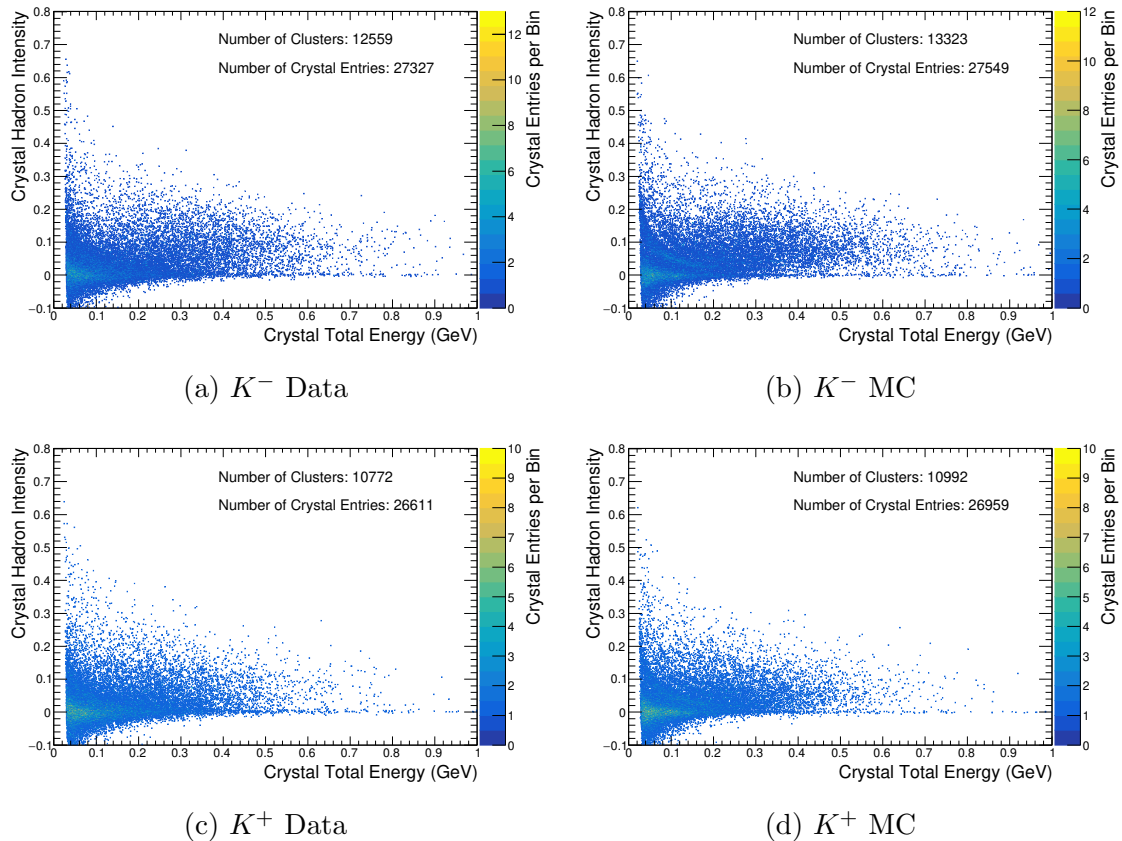 Number of Clusters: 12559
Number of Crystal Entries: 27327
Crystal Hadron Intensity
0.8
0.7
0.6
0.5
0.4
0.3
0.2
0.1
0
−0.1
0 0.1 0.2 0.3 0.4 0.5 0.6 0.7 0.8 0.9 1
Crystal Total Energy (GeV)
12
10
8
6
4
2
0
Crystal Entries per Bin
(a) K− Data
Number of Clusters: 13323
Number of Crystal Entries: 27549
Crystal Hadron Intensity
0.8
0.7
0.6
0.5
0.4
0.3
0.2
0.1
0
−0.1
0 0.1 0.2 0.3 0.4 0.5 0.6 0.7 0.8 0.9 1
Crystal Total Energy (GeV)
12
10
8
6
4
2
0
Crystal Entries per Bin
(b) K− MC
Number of Clusters: 10772
Number of Crystal Entries: 26611
Crystal Hadron Intensity
0.8
0.7
0.6
0.5
0.4
0.3
0.2
0.1
0
−0.1
0 0.1 0.2 0.3 0.4 0.5 0.6 0.7 0.8 0.9 1
Crystal Total Energy (GeV)
10
9
8
7
6
5
4
3
2
1
0
Crystal Entries per Bin
(c) K+ Data
Number of Clusters: 10992
Number of Crystal Entries: 26959
Crystal Hadron Intensity
0.8
0.7
0.6
0.5
0.4
0.3
0.2
0.1
0
−0.1
0 0.1 0.2 0.3 0.4 0.5 0.6 0.7 0.8 0.9 1
Crystal Total Energy (GeV)
10
9
8
7
6
5
4
3
2
1
0
Crystal Entries per Bin
(d) K+ MC